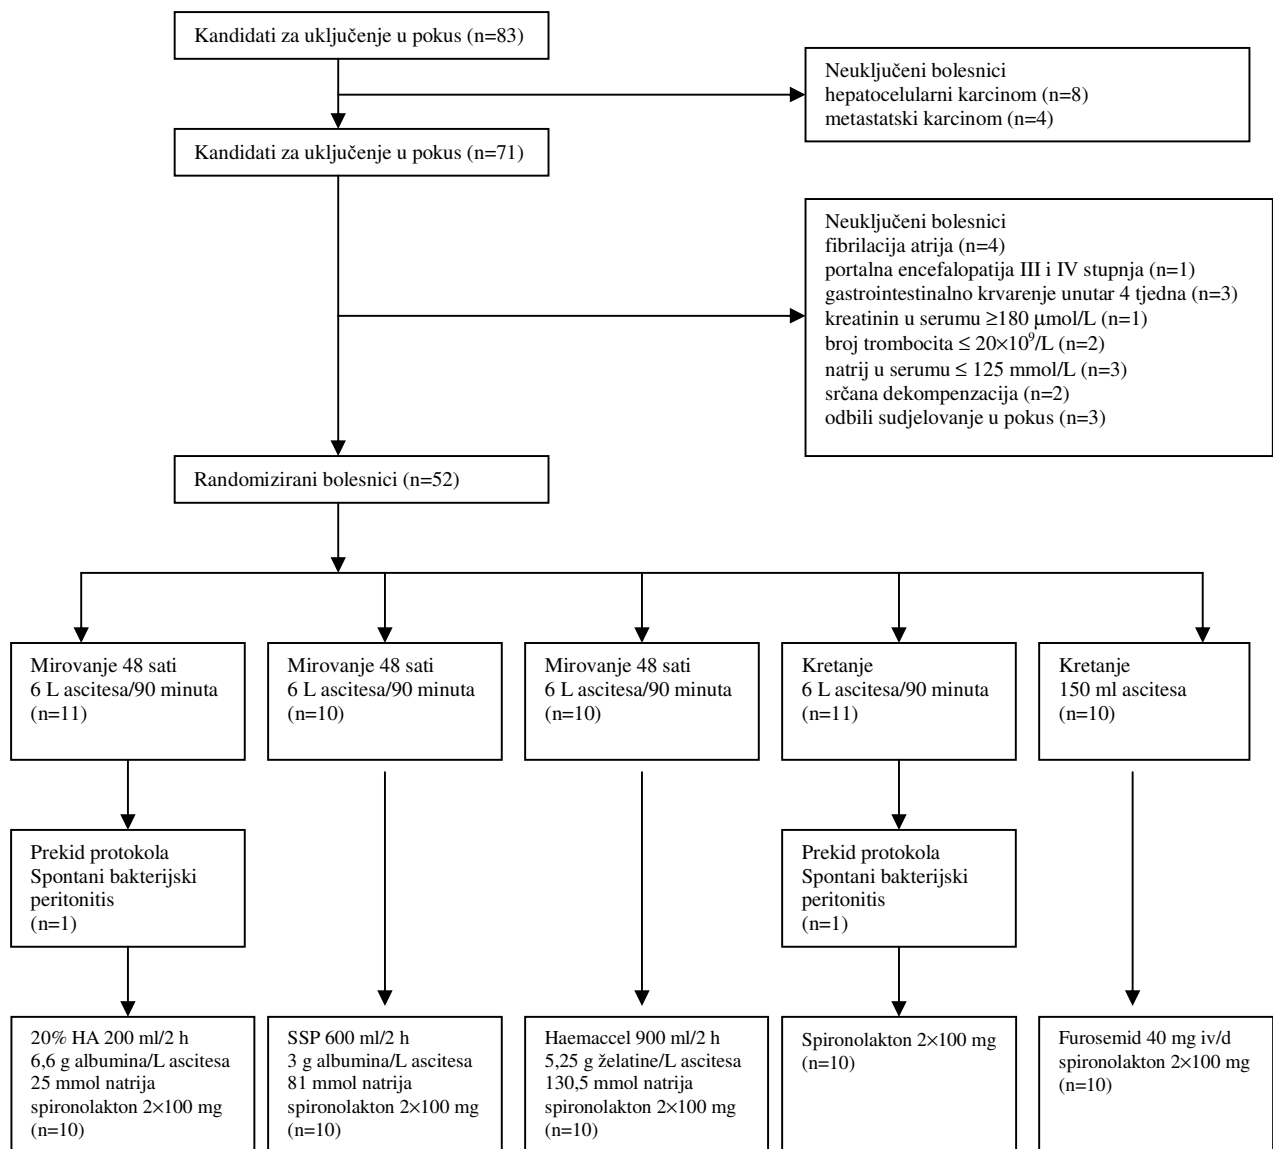 Kandidati za uključenje u pokus (n=83)
Neuključeni bolesnici
hepatocelularni karcinom (n=8)
metastatski karcinom (n=4)
Kandidati za uključenje u pokus (n=71)
Neuključeni bolesnici
fibrilacija atrija (n=4)
portalna encefalopatija III i IV stupnja (n=1)
gastrointestinalno krvarenje unutar 4 tjedna (n=3)
kreatinin u serumu ≥180 μmol/L (n=1)
broj trombocita ≤ 20×10⁹/L (n=2)
natrij u serumu ≤ 125 mmol/L (n=3)
srčana dekompenzacija (n=2)
odbili sudjelovanje u pokus (n=3)
Randomizirani bolesnici (n=52)
Mirovanje 48 sati
6 L ascitesa/90 minuta
(n=11)
Mirovanje 48 sati
6 L ascitesa/90 minuta
(n=10)
Mirovanje 48 sati
6 L ascitesa/90 minuta
(n=10)
Kretanje
6 L ascitesa/90 minuta
(n=11)
Kretanje
150 ml ascitesa
(n=10)
Prekid protokola
Spontani bakterijski
peritonitis
(n=1)
Prekid protokola
Spontani bakterijski
peritonitis
(n=1)
20% HA 200 ml/2 h
6,6 g albumina/L ascitesa
25 mmol natrija
spironolakton 2×100 mg
(n=10)
SSP 600 ml/2 h
3 g albumina/L ascitesa
81 mmol natrija
spironolakton 2×100 mg
(n=10)
Haemaccel 900 ml/2 h
5,25 g želatine/L ascitesa
130,5 mmol natrija
spironolakton 2×100 mg
(n=10)
Spironolakton 2×100 mg
(n=10)
Furosemid 40 mg iv/d
spironolakton 2×100 mg
(n=10)